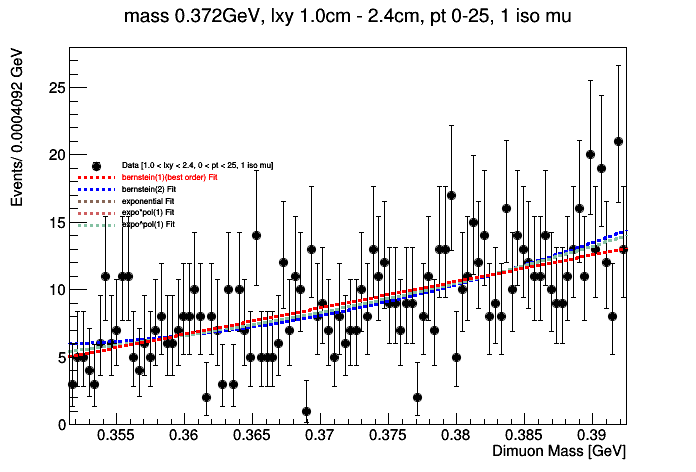 mass 0.372GeV, lxy 1.0cm - 2.4cm, pt 0-25, 1 iso mu
Events/ 0.0004092 GeV
25
20
15
10
5
0
Data [1.0 < lxy < 2.4, 0 < pt < 25, 1 iso mu]
bernstein(1)(best order) Fit
bernstein(2) Fit
exponential Fit
expo*pol(1) Fit
expo*pol(1) Fit
0.355 0.36 0.365 0.37 0.375 0.38 0.385 0.39
Dimuon Mass [GeV]